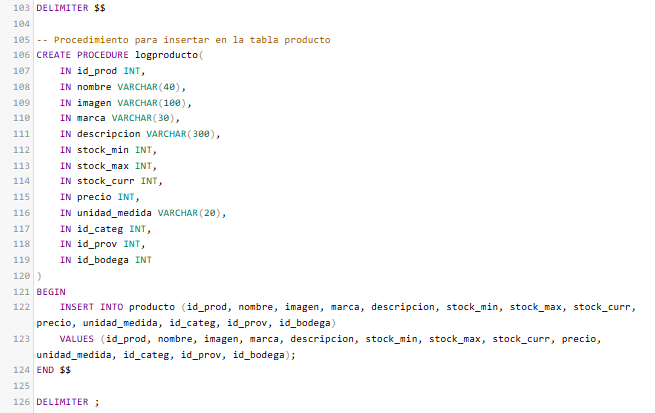 103 DELIMITER $$
104
105 -- Procedimiento para insertar en la tabla producto
106 CREATE PROCEDURE logproducto(
107     IN id_prod INT,
108     IN nombre VARCHAR(40),
109     IN imagen VARCHAR(100),
110     IN marca VARCHAR(30),
111     IN descripcion VARCHAR(300),
112     IN stock_min INT,
113     IN stock_max INT,
114     IN stock_curr INT,
115     IN precio INT,
116     IN unidad_medida VARCHAR(20),
117     IN id_categ INT,
118     IN id_prov INT,
119     IN id_bodega INT
120 )
121 BEGIN
122     INSERT INTO producto (id_prod, nombre, imagen, marca, descripcion, stock_min, stock_max, stock_curr,
precio, unidad_medida, id_categ, id_prov, id_bodega)
123     VALUES (id_prod, nombre, imagen, marca, descripcion, stock_min, stock_max, stock_curr, precio,
unidad_medida, id_categ, id_prov, id_bodega);
124 END $$
125
126 DELIMITER ;